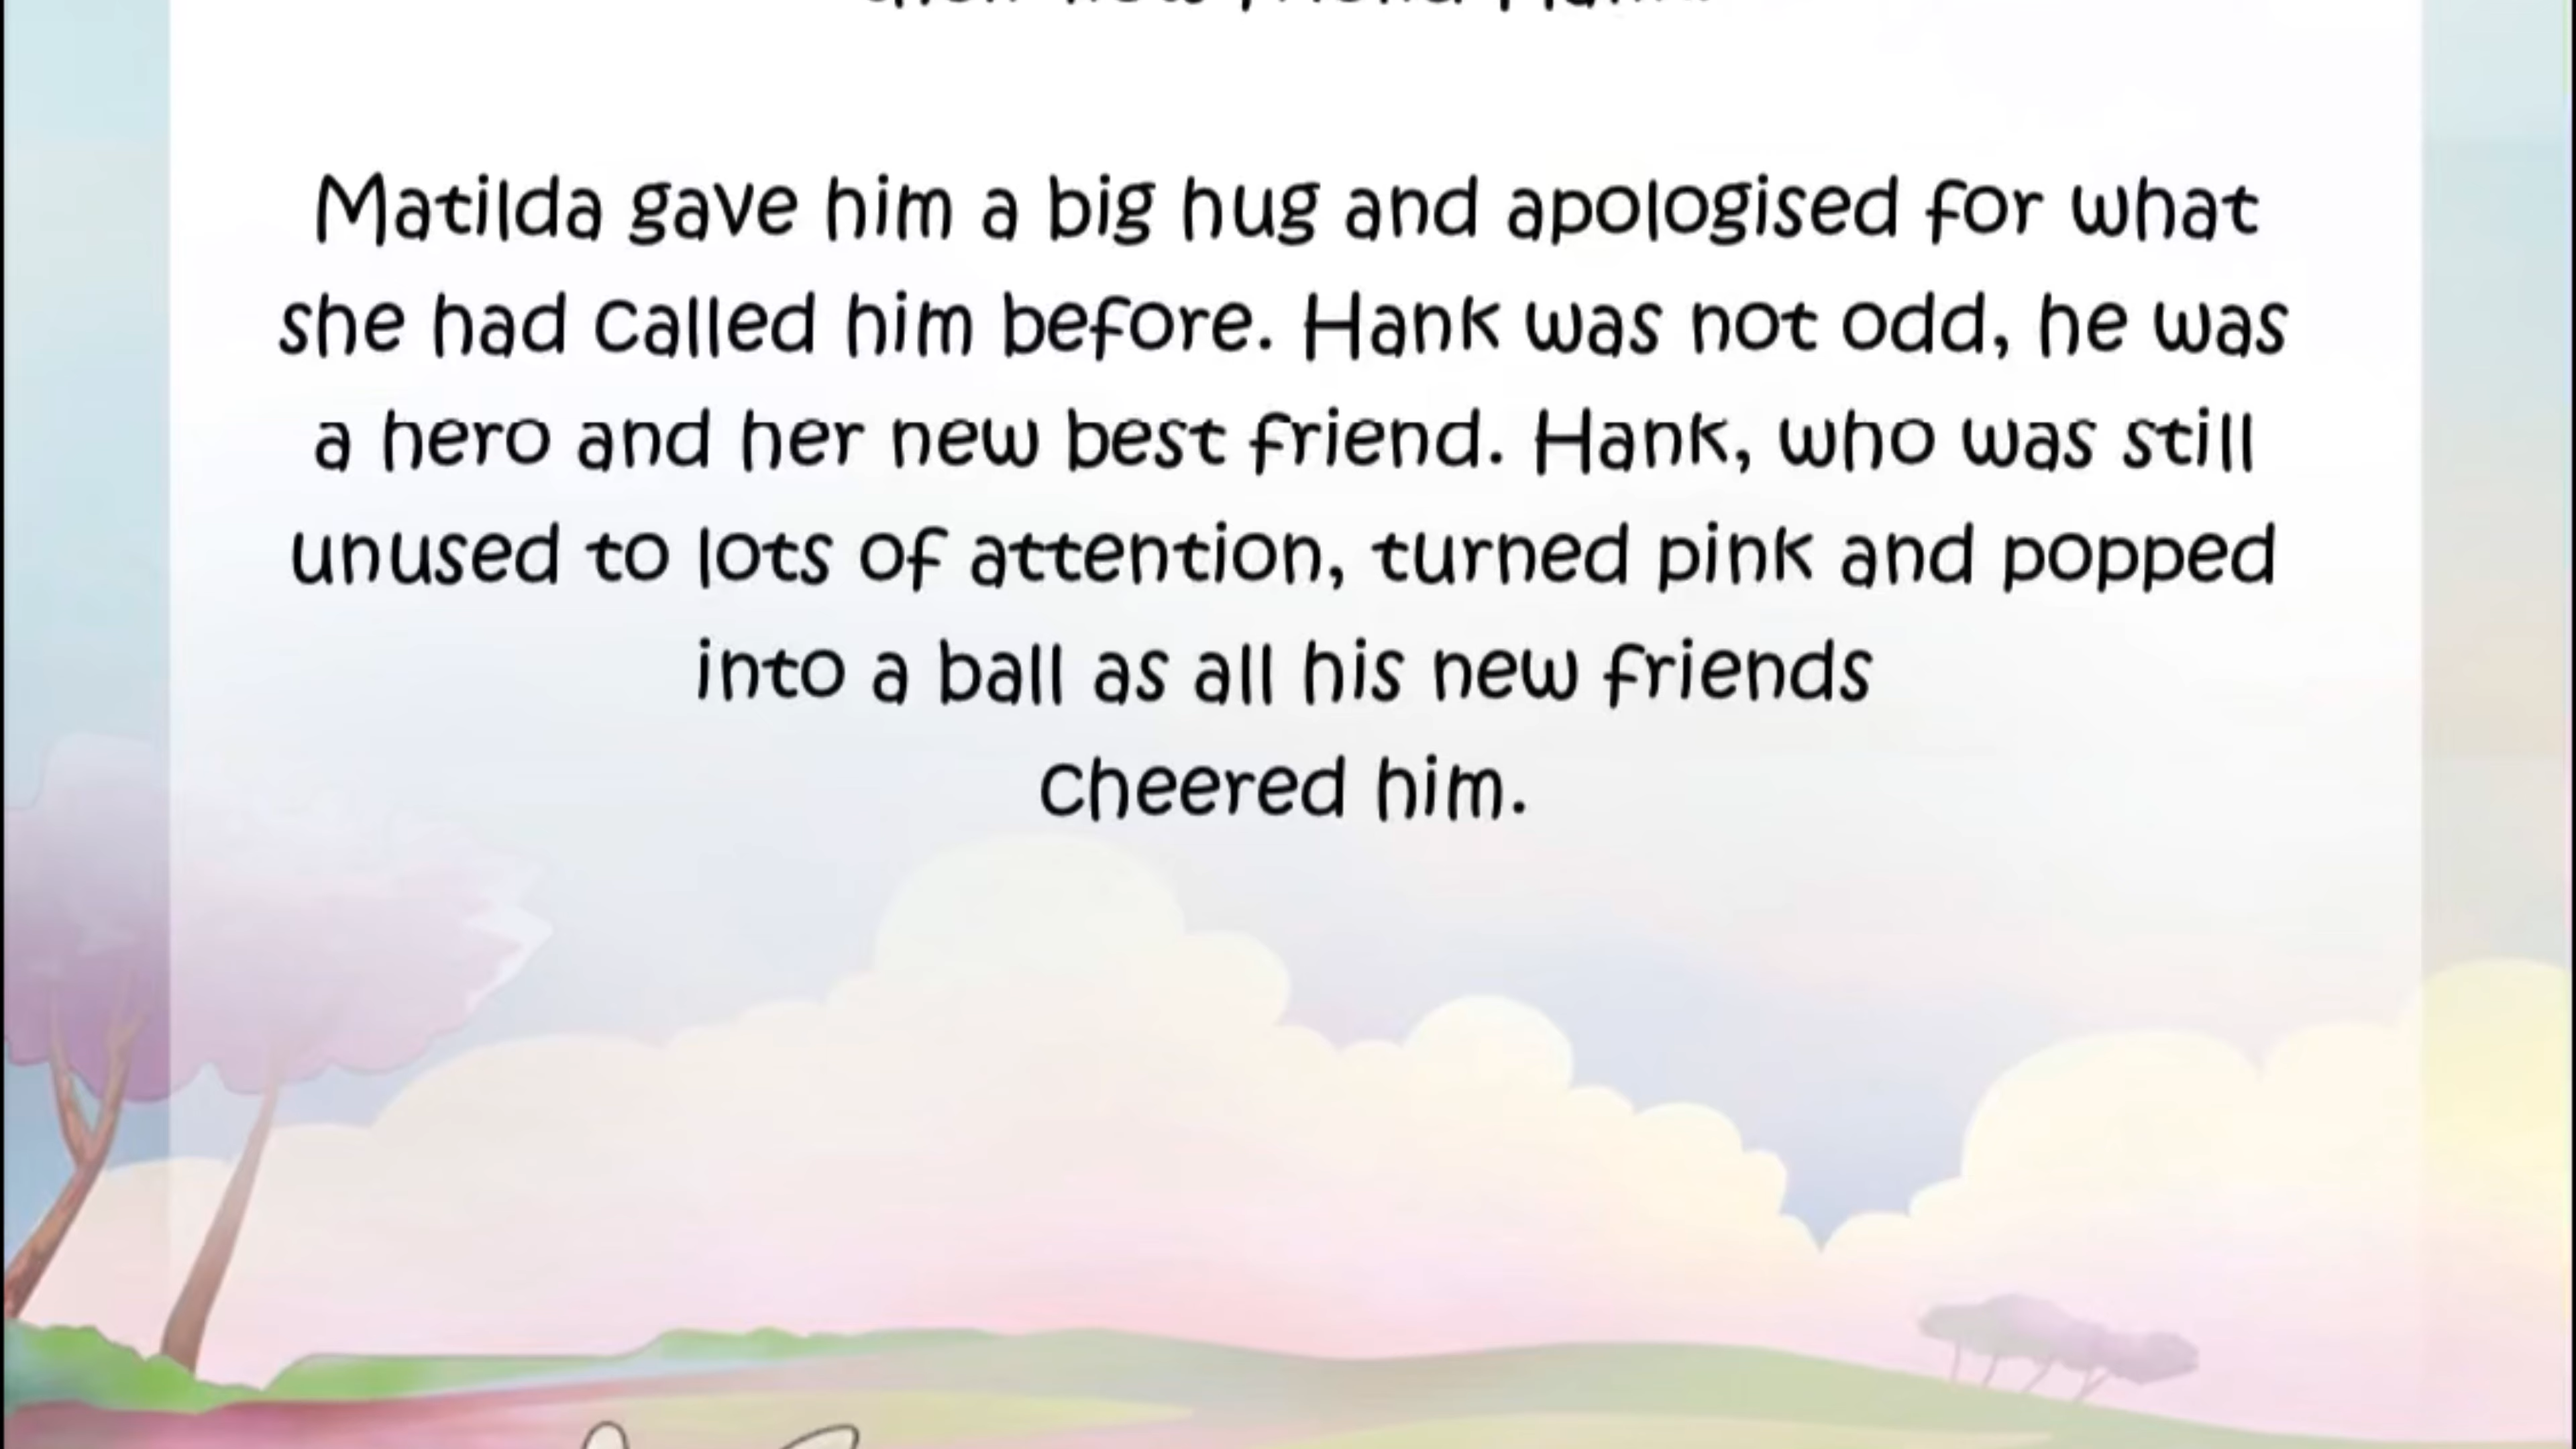 Matilda gave him a big hug and apologised for what
she had called him before. Hank was not odd, he was
a hero and her new best friend. Hank, who was still
unused to lots of attention, turned pink and popped
into a ball as all his new friends
cheered him.